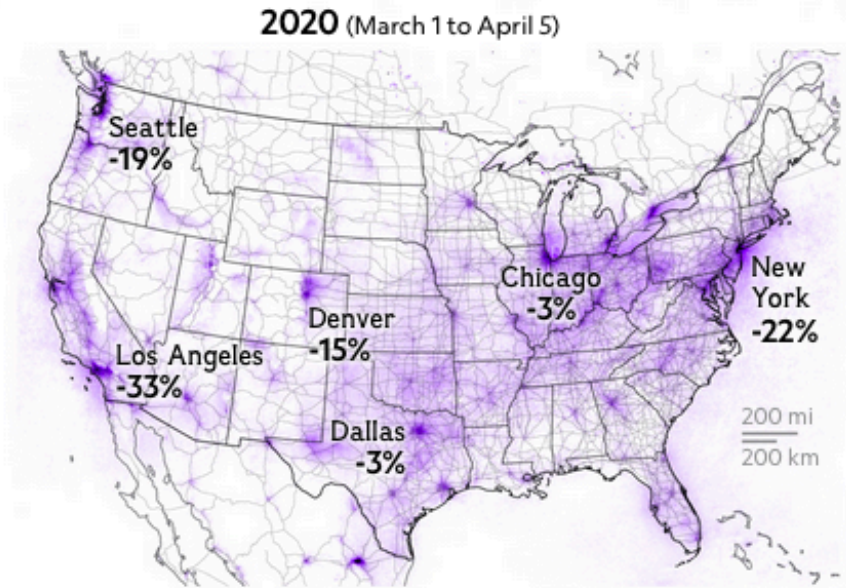 2020 (March 1 to April 5)
Seattle
-19%
Chicago
-3%
New
York
-22%
Denver
-15%
Los Angeles
-33%
Dallas
-3%
200 mi
200 km